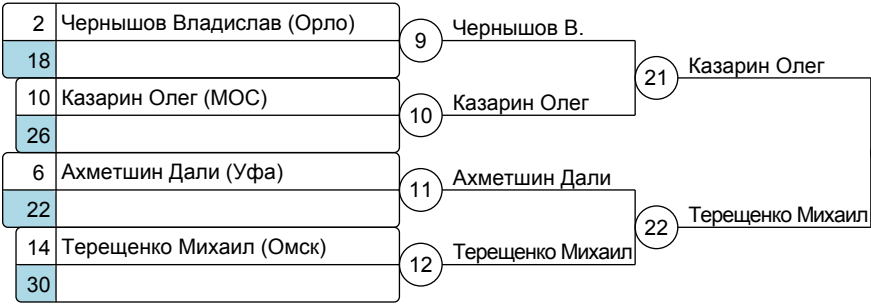 2 Чернышов Владислав (Орло)
9 Чернышов В.
18
21 Казарин Олег
10 Казарин Олег (МОС)
10 Казарин Олег
26
6 Ахметшин Дали (Уфа)
11 Ахметшин Дали
22
22 Терещенко Михаил
14 Терещенко Михаил (Омск)
12 Терещенко Михаил
30